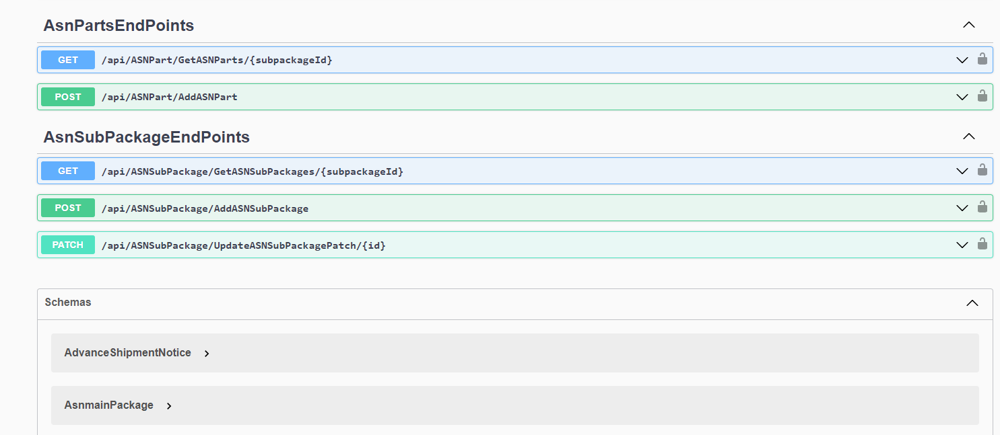 AsnPartsEndPoints
GET /api/ASNPart/GetASNParts/{subpackageId}
POST /api/ASNPart/AddASNPart
AsnSubPackageEndPoints
GET /api/ASNSubPackage/GetASNSubPackages/{subpackageId}
POST /api/ASNSubPackage/AddASNSubPackage
PATCH /api/ASNSubPackage/UpdateASNSubPackagePatch/{id}
Schemas
AdvanceShipmentNotice
AsnmainPackage